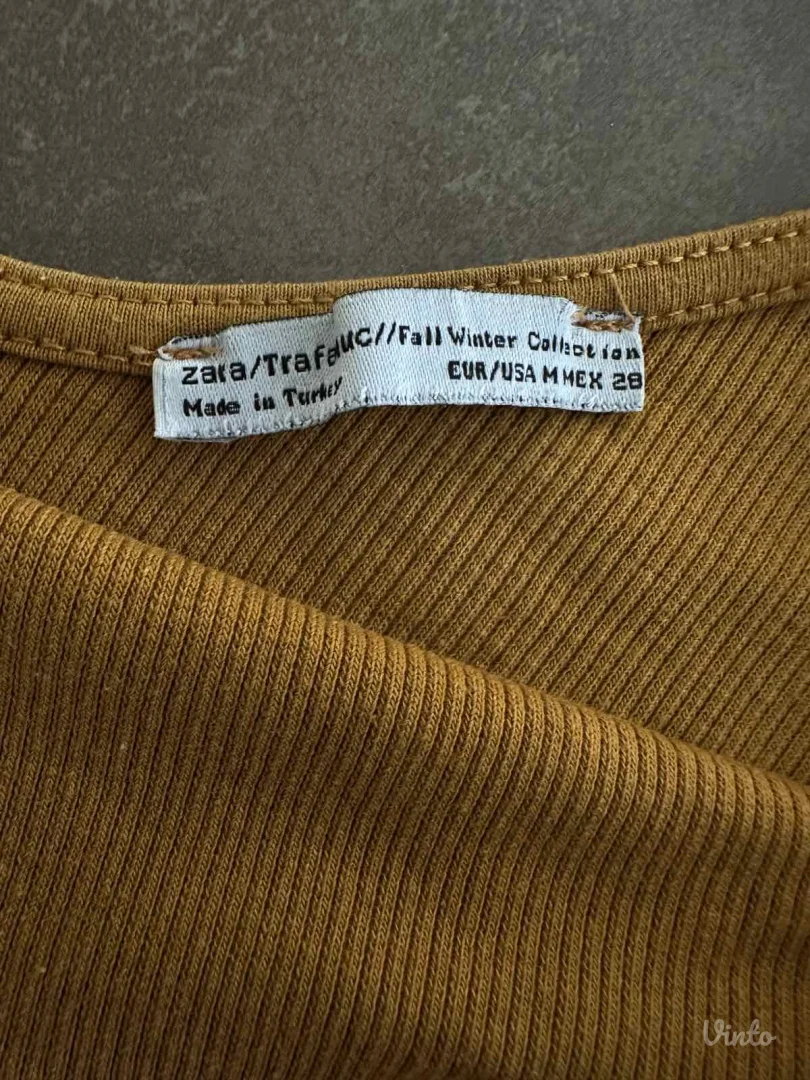 zara/Trafaluc//Fall Winter Collection
Made in Turkey EUR/USA M MEX 28
Vinto